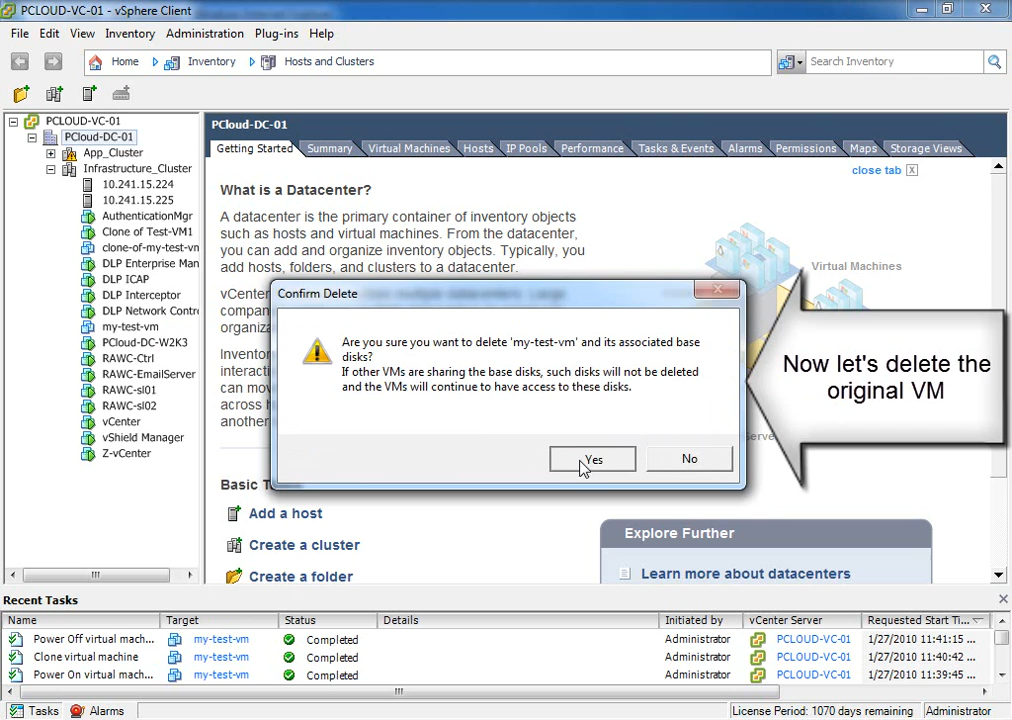 PCLOUD-VC-01 - vSphere Client
File Edit View Inventory Administration Plug-ins Help
Home Inventory Hosts and Clusters Search Inventory
PCLOUD-VC-01
PCloud-DC-01
App_Cluster
Infrastructure_Cluster
10.241.15.224
10.241.15.225
AuthenticationMgr
Clone of Test-VM1
clone-of-my-test-vm
DLP Enterprise Man
DLP ICAP
DLP Interceptor
DLP Network Contr
my-test-vm
PCloud-DC-W2K3
RAWC-Ctrl
RAWC-EmailServer
RAWC-sl01
RAWC-sl02
vCenter
vShield Manager
Z-vCenter
PCloud-DC-01
Getting Started Summary Virtual Machines Hosts IP Pools Performance Tasks & Events Alarms Permissions Maps Storage Views
close tab X
What is a Datacenter?
A datacenter is the primary container of inventory objects
such as hosts and virtual machines. From the datacenter,
you can add and organize inventory objects. Typically, you
add hosts, folders, and clusters to a datacenter.
Virtual Machines
vCent
compan
organiz
Invento
interacti
can mov
across
another
Basic T
Add a host
Create a cluster
Create a folder
Explore Further
Learn more about datacenters
Confirm Delete
Are you sure you want to delete 'my-test-vm' and its associated base
disks?
If other VMs are sharing the base disks, such disks will not be deleted
and the VMs will continue to have access to these disks.
Yes No
Now let's delete the
original VM
Recent Tasks
Name Target Status Details Initiated by vCenter Server Requested Start Ti...
Power Off virtual mach... my-test-vm Completed Administrator PCLOUD-VC-01 1/27/2010 11:41:15 ...
Clone virtual machine my-test-vm Completed Administrator PCLOUD-VC-01 1/27/2010 11:40:42 ...
Power On virtual mach... my-test-vm Completed Administrator PCLOUD-VC-01 1/27/2010 11:39:45 ...
Tasks Alarms License Period: 1070 days remaining Administrator